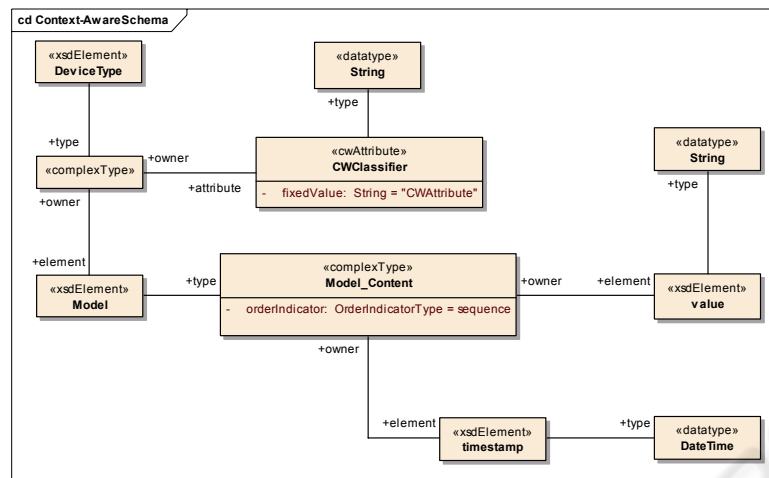 cd Context-AwareSchema
«xsdElement»
DeviceType
«datatype»
String
+type
+type
«complexType»
+owner
+attribute
«cwAttribute»
CWClassifier
- fixedValue: String = "CWAttribute"
«datatype»
String
+type
+owner
+element
«xsdElement»
Model
+type
«complexType»
Model_Content
- orderIndicator: OrderIndicatorType = sequence
+owner
+element
«xsdElement»
value
+owner
+element
«xsdElement»
timestamp
+type
«datatype»
DateTime